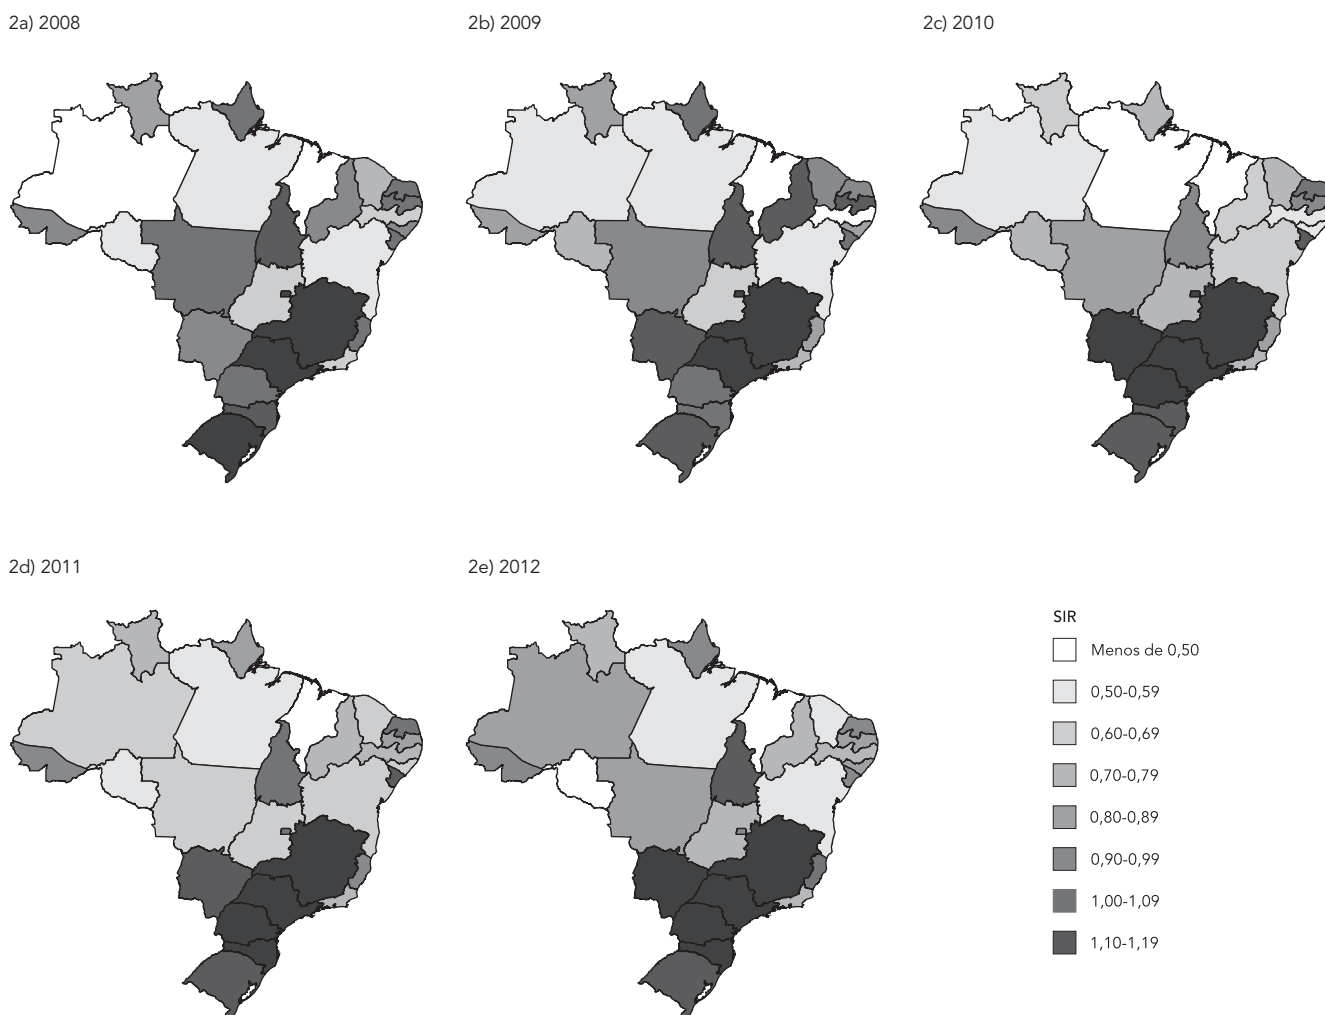 2a) 2008
2b) 2009
2c) 2010
2d) 2011
2e) 2012
SIR
Menos de 0,50
0,50-0,59
0,60-0,69
0,70-0,79
0,80-0,89
0,90-0,99
1,00-1,09
1,10-1,19